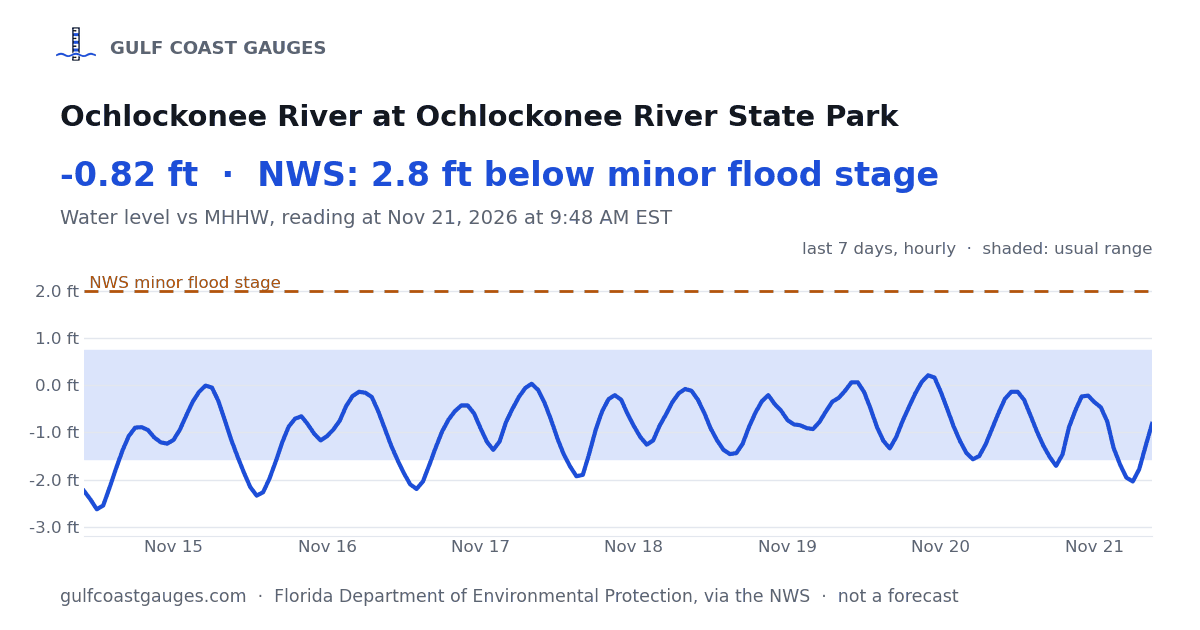 GULF COAST GAUGES
Ochlockonee River at Ochlockonee River State Park
-0.82 ft · NWS: 2.8 ft below minor flood stage
Water level vs MHHW, reading at Nov 21, 2026 at 9:48 AM EST
last 7 days, hourly · shaded: usual range
NWS minor flood stage
2.0 ft
1.0 ft
0.0 ft
-1.0 ft
-2.0 ft
-3.0 ft
Nov 15 Nov 16 Nov 17 Nov 18 Nov 19 Nov 20 Nov 21
gulfcoastgauges.com · Florida Department of Environmental Protection, via the NWS · not a forecast